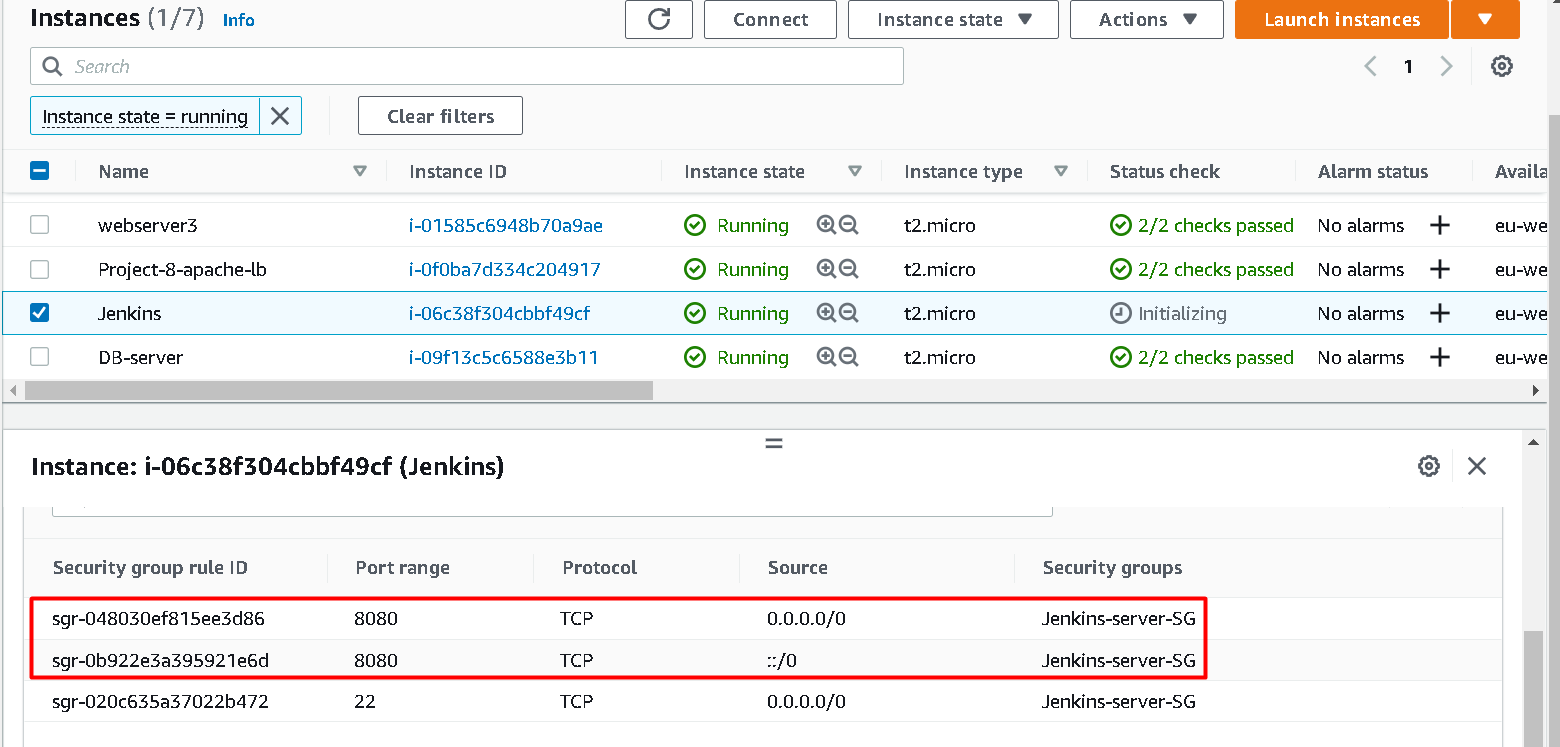 Instances (1/7) Info Connect Instance state Actions Launch instances
Search 1
Instance state = running Clear filters
Name Instance ID Instance state Instance type Status check Alarm status Availa
webserver3 i-01585c6948b70a9ae Running t2.micro 2/2 checks passed No alarms eu-we
Project-8-apache-lb i-0f0ba7d334c204917 Running t2.micro 2/2 checks passed No alarms eu-we
Jenkins i-06c38f304cbbf49cf Running t2.micro Initializing No alarms eu-we
DB-server i-09f13c5c6588e3b11 Running t2.micro 2/2 checks passed No alarms eu-we
Instance: i-06c38f304cbbf49cf (Jenkins)
Security group rule ID Port range Protocol Source Security groups
sgr-048030ef815ee3d86 8080 TCP 0.0.0.0/0 Jenkins-server-SG
sgr-0b922e3a395921e6d 8080 TCP ::/0 Jenkins-server-SG
sgr-020c635a37022b472 22 TCP 0.0.0.0/0 Jenkins-server-SG